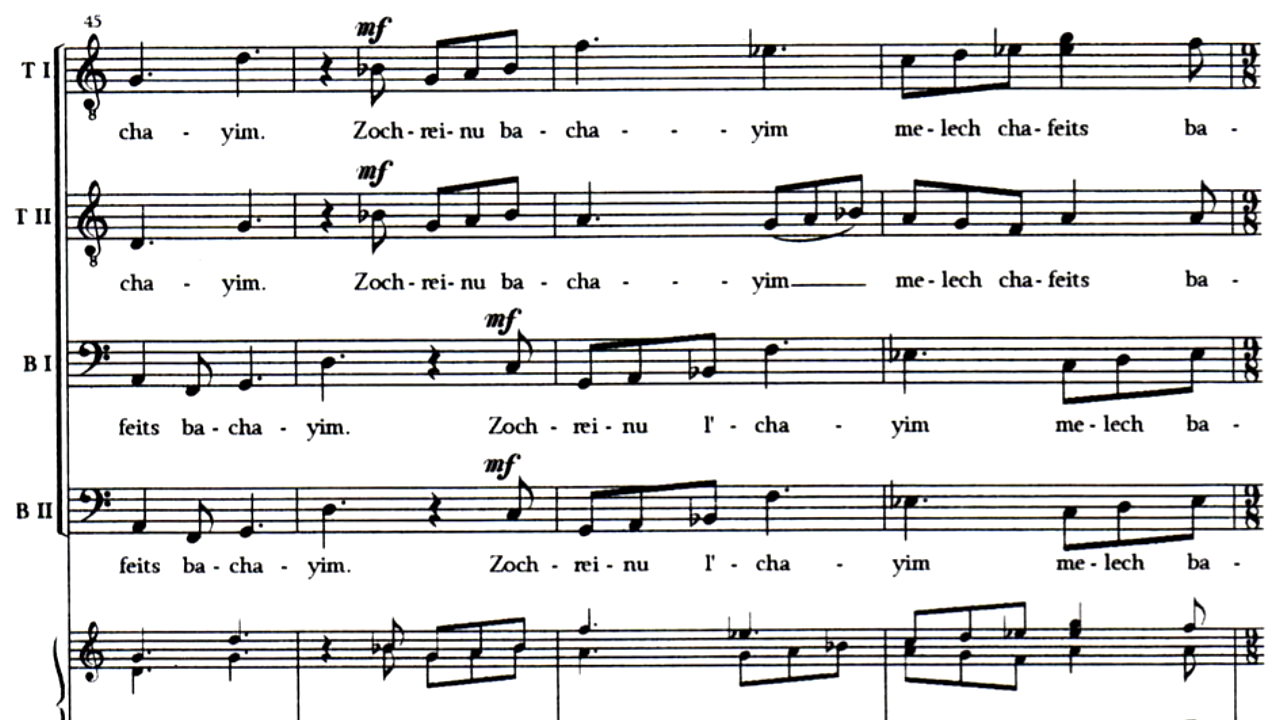 45
mf
T I
cha - yim. Zoch - rei - nu ba - cha - - - yim me - lech cha - feits ba -
mf
T II
cha - yim. Zoch - rei - nu ba - cha - - - yim me - lech cha - feits ba -
mf
B I
feits ba - cha - yim. Zoch - rei - nu l' - cha - yim me - lech ba -
mf
B II
feits ba - cha - yim. Zoch - rei - nu l' - cha - yim me - lech ba -